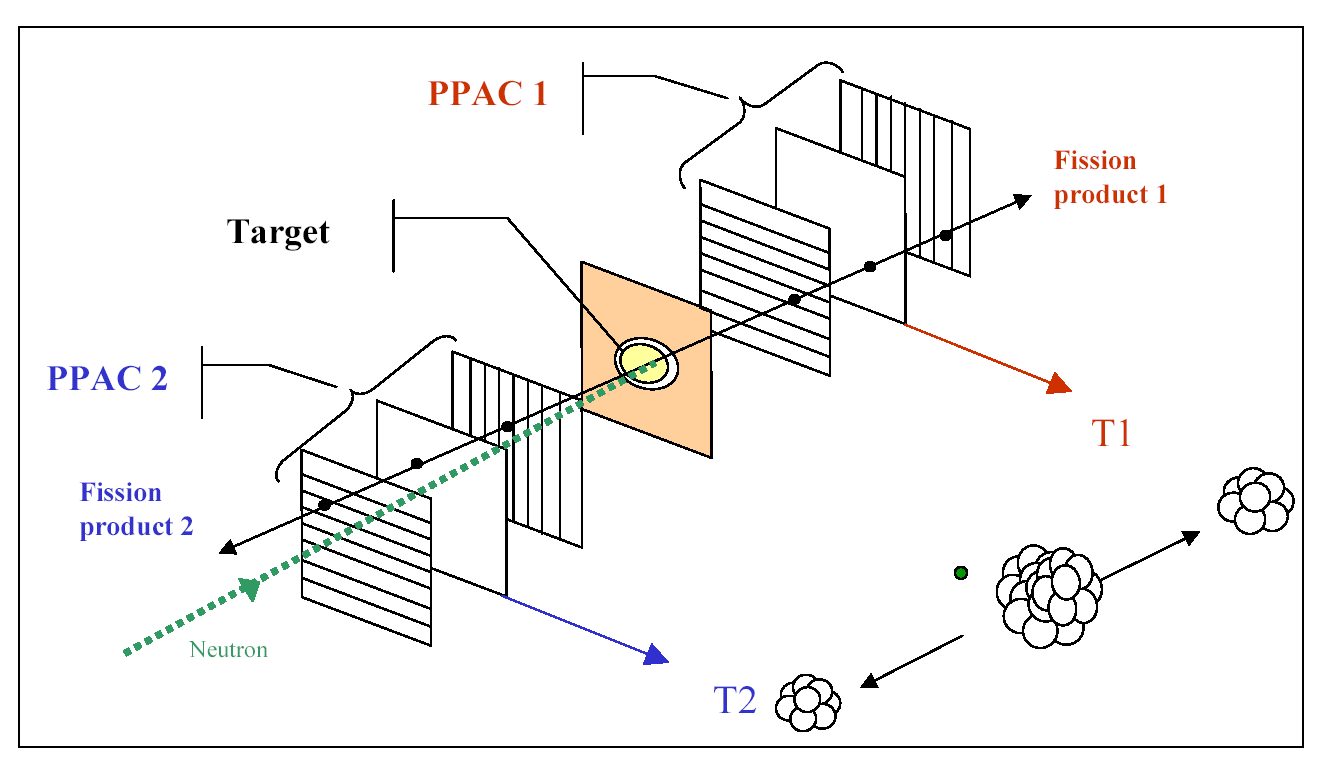 PPAC 1
Fission
product 1
Target
PPAC 2
T1
Fission
product 2
Neutron
T2